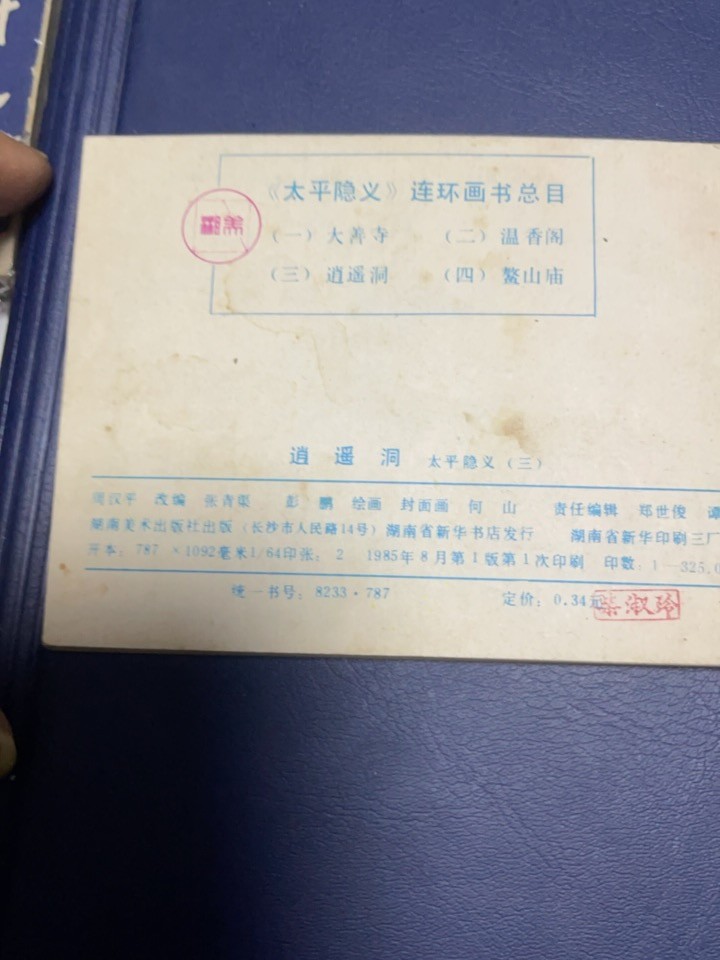 《太平隐义》连环画书总目
(一) 大善寺 (二) 温香阁
(三) 逍遥洞 (四) 鳌山庙
逍遥洞 太平隐义(三)
周汉平 改编 张青渠 彭鹏 绘画 封面画 何山 责任编辑 郑世俊 谭
湖南美术出版社出版 (长沙市人民路14号) 湖南省新华书店发行 湖南省新华印刷三厂
开本: 787×1092毫米1/64 印张: 2 1985年8月第1版第1次印刷 印数: 1—325,0
统一书号: 8233·787 定价: 0.34元
淑玲